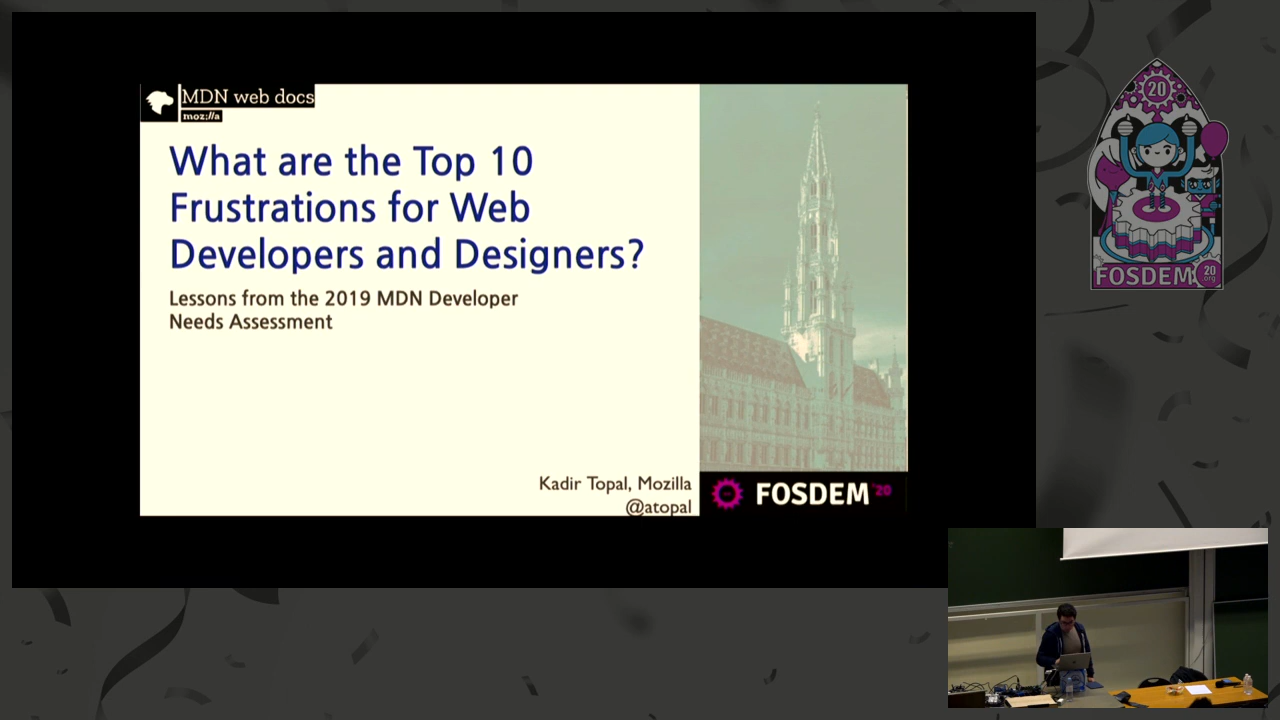 MDN web docs
moz://a
What are the Top 10
Frustrations for Web
Developers and Designers?
Lessons from the 2019 MDN Developer
Needs Assessment
Kadir Topal, Mozilla
@atopal
FOSDEM '20
20
FOSDEM
20
.org